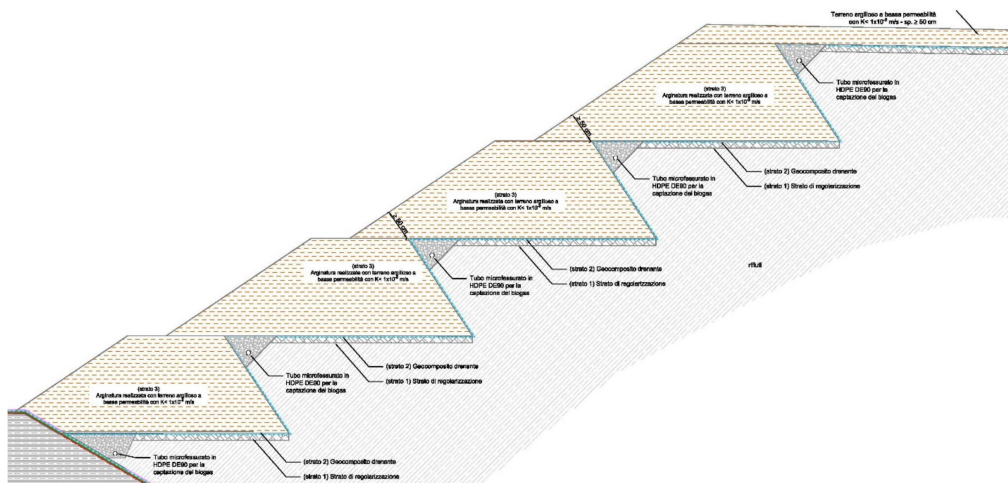 Terreno argilloso a bassa permeabilità
con K< 1x10⁻⁸ m/s - sp. ≥ 50 cm
Tubo microfessurato in
HDPE DE90 per la
captazione del biogas
(strato 3)
Arginatura realizzata con terreno argilloso a
bassa permeabilità con K< 1x10⁻⁸ m/s
≥ 50 cm
(strato 2) Geocomposito drenante
(strato 1) Strato di regolarizzazione
Tubo microfessurato in
HDPE DE90 per la
captazione del biogas
(strato 3)
Arginatura realizzata con terreno argilloso a
bassa permeabilità con K< 1x10⁻⁸ m/s
≥ 50 cm
rifiuti
(strato 2) Geocomposito drenante
(strato 1) Strato di regolarizzazione
Tubo microfessurato in
HDPE DE90 per la
captazione del biogas
(strato 3)
Arginatura realizzata con terreno argilloso a
bassa permeabilità con K< 1x10⁻⁸ m/s
(strato 2) Geocomposito drenante
(strato 1) Strato di regolarizzazione
Tubo microfessurato in
HDPE DE90 per la
captazione del biogas
(strato 3)
Arginatura realizzata con terreno argilloso a
bassa permeabilità con K< 1x10⁻⁸ m/s
(strato 2) Geocomposito drenante
(strato 1) Strato di regolarizzazione
Tubo microfessurato in
HDPE DE90 per la
captazione del biogas